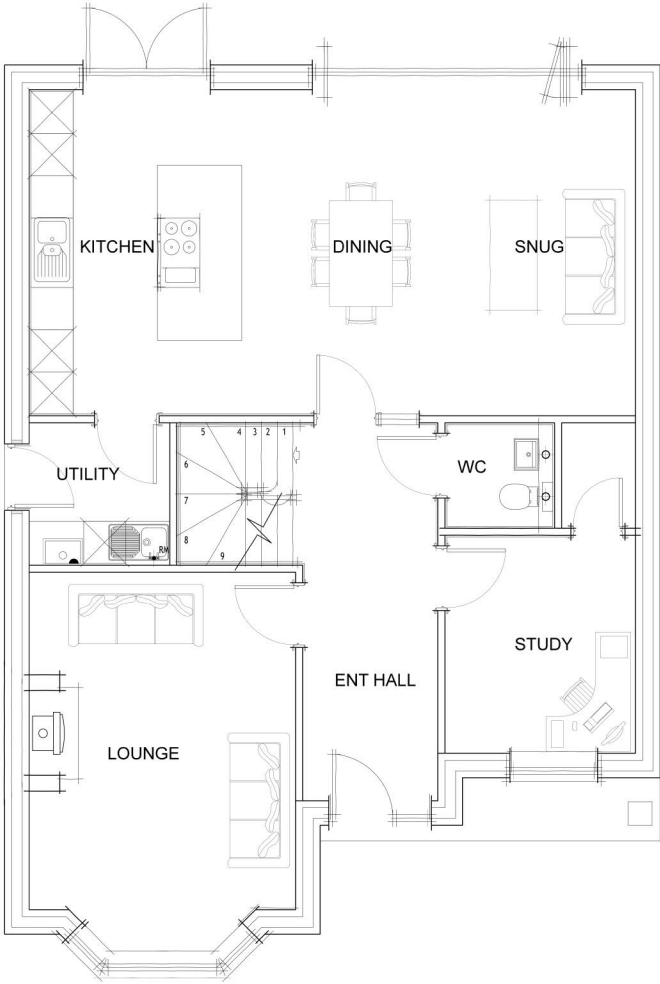 KITCHEN
DINING
SNUG
5
4
3
2
1
6
7
8
9
UTILITY
WC
RM
STUDY
ENT HALL
LOUNGE